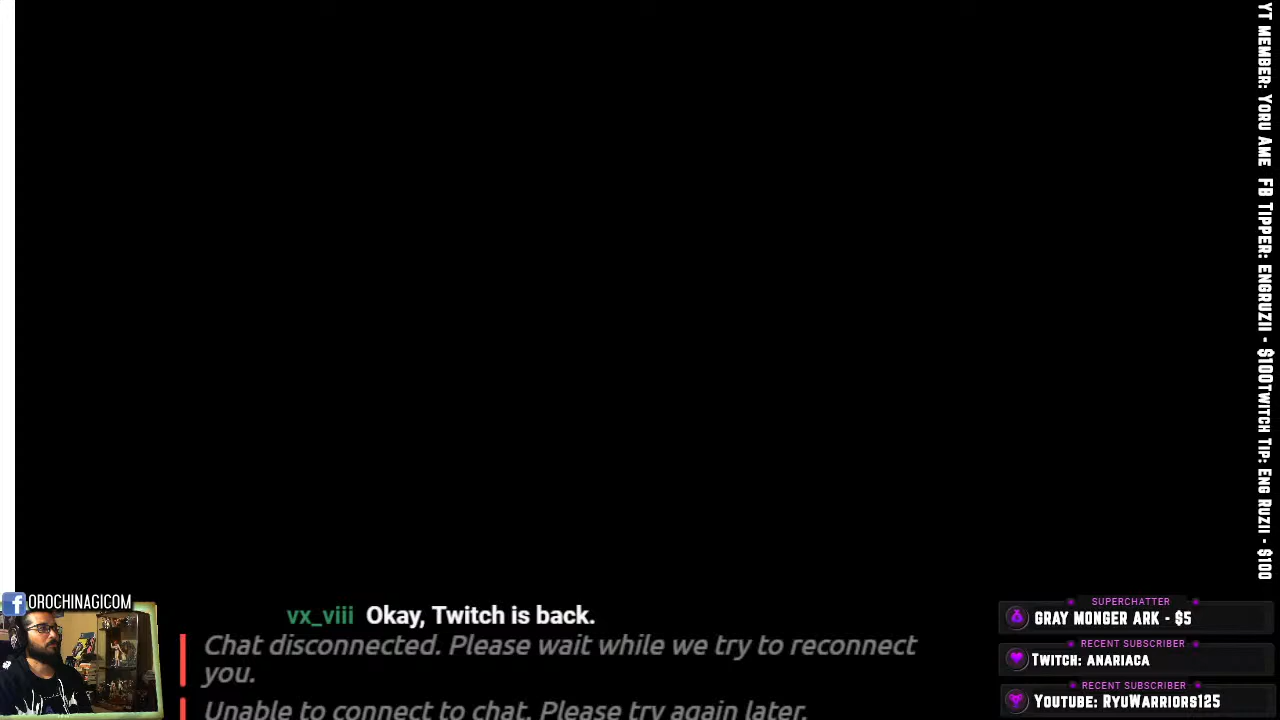 YT MEMBER: YORU AME FB TIPPER: ENGRUZII - $100TWITCH TIP: ENG RUZII - $100
OROCHINAGICOM
vx_viii Okay, Twitch is back.
Chat disconnected. Please wait while we try to reconnect
you.
Unable to connect to chat. Please try again later.
SUPERCHATTER
GRAY MONGER ARK - $5
RECENT SUBSCRIBER
TWITCH: ANARIACA
RECENT SUBSCRIBER
YOUTUBE: RYUWARRIORS125